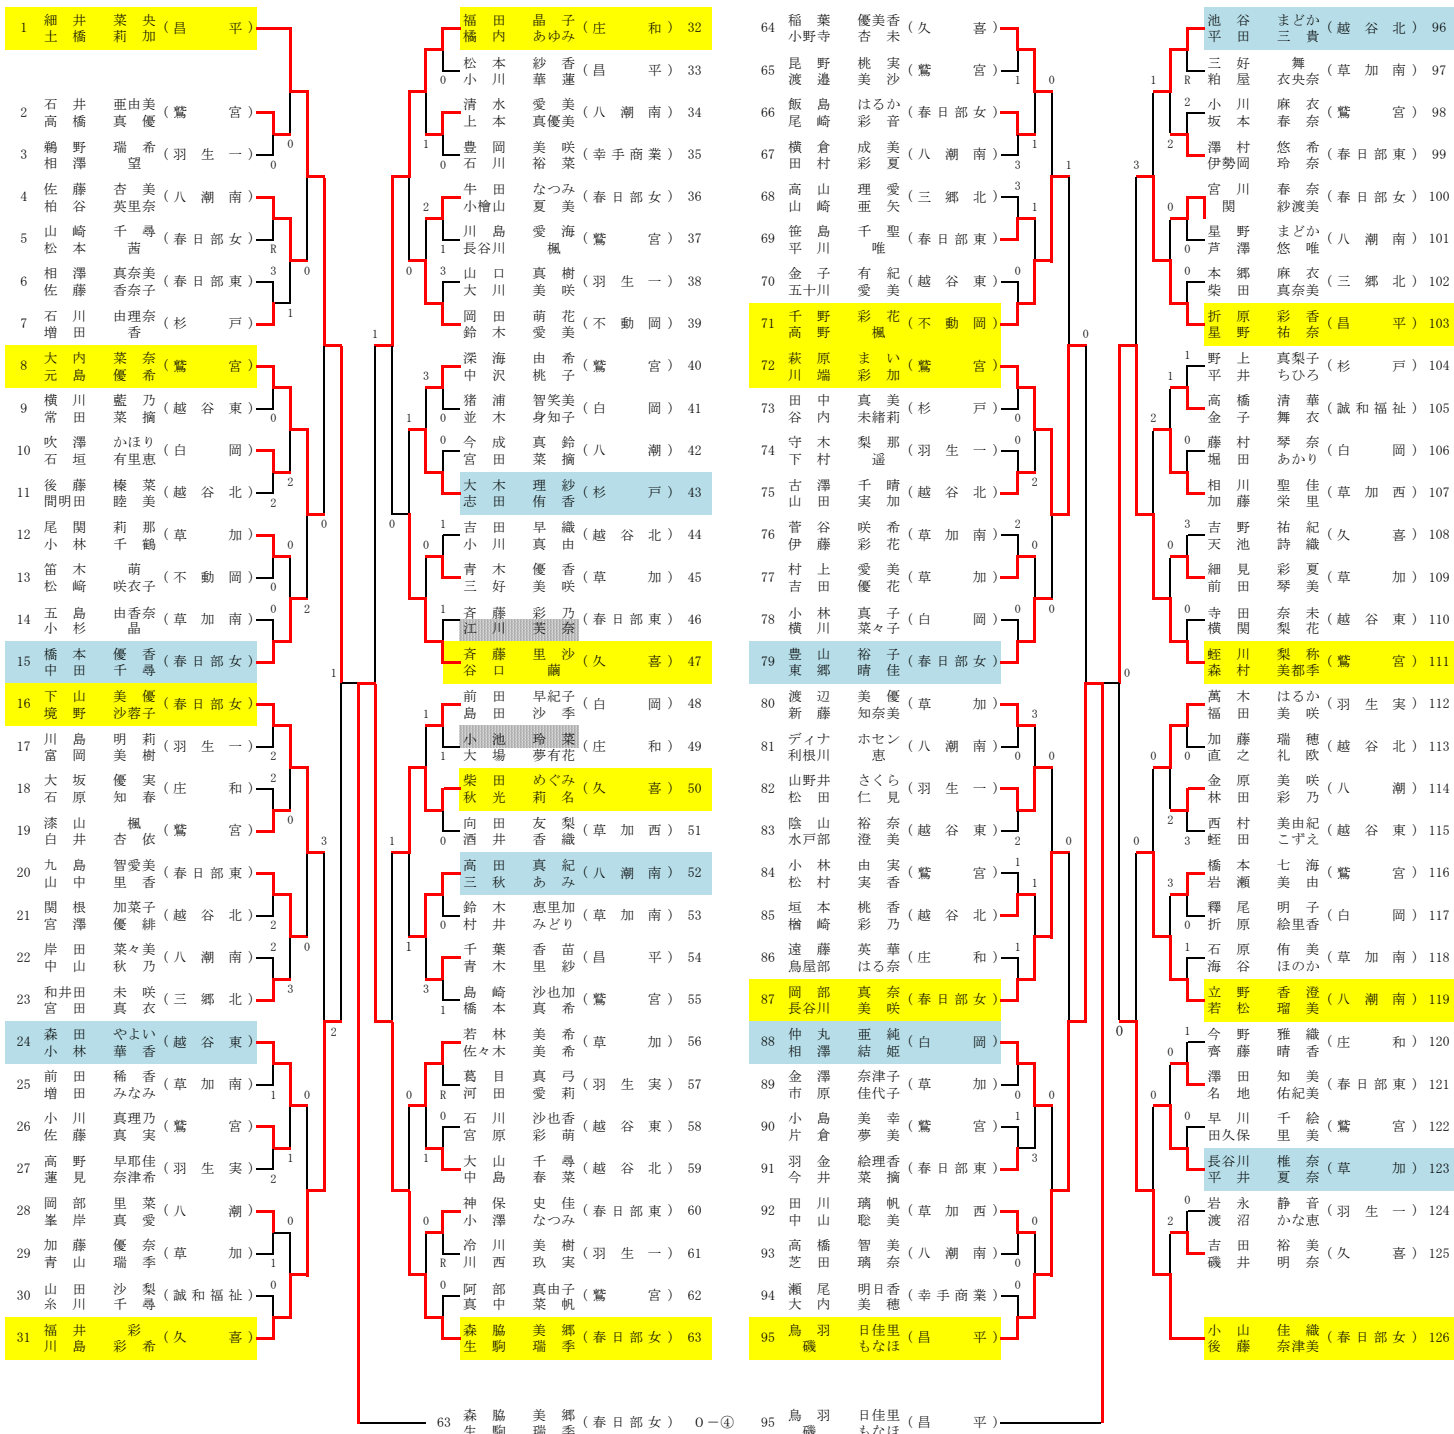 1 細井 菜央 (昌平)
土橋 莉加
2 石井 亜由美 (鷲宮)
高橋 真優
3 鵜野 瑞希 (羽生一)
相澤 望
4 佐藤 杏美 (八潮南)
柏谷 英里奈
5 山崎 千尋 (春日部女)
松本 茜
6 相澤 真奈美 (春日部東)
佐藤 香奈子
7 石川 由理奈 (杉戸)
増田 香
8 大内 菜奈 (鷲宮)
元島 優希
9 横川 藍乃 (越谷東)
常田 菜摘
10 吹澤 かほり (白岡)
石垣 有里恵
11 後藤 榛菜 (越谷北)
間明田 睦美
12 尾関 莉那 (草加)
小林 千鶴
13 笛木 萌 (不動岡)
松﨑 咲衣子
14 五島 由香奈 (草加南)
小杉 晶
15 橋本 優香 (春日部女)
中田 千尋
16 下山 美優 (春日部女)
境野 沙蓉子
17 川島 明莉 (羽生一)
富岡 美樹
18 大坂 優実 (庄和)
石原 知春
19 漆山 楓 (鷲宮)
白井 杏依
20 九島 智愛美 (春日部東)
山中 里香
21 関根 加菜子 (越谷北)
宮澤 優緋
22 岸田 菜々美 (八潮南)
中山 秋乃
23 和井田 未咲 (三郷北)
宮田 真衣
24 森田 やよい (越谷東)
小林 華香
25 前田 稀香 (草加南)
増田 みなみ
26 小川 真理乃 (鷲宮)
佐藤 真実
27 高野 早耶佳 (羽生実)
蓮見 奈津希
28 岡部 里菜 (八潮)
峯岸 真愛
29 加藤 優奈 (草加)
青山 瑞季
30 山田 沙梨 (誠和福祉)
糸川 千尋
31 福井 彩 (久喜)
川島 彩希
福田 晶子 (庄和) 32
橘内 あゆみ
松本 紗香 (昌平) 33
小川 華蓮
清水 愛美 (八潮南) 34
上本 真優美
豊岡 美咲 (幸手商業) 35
石川 裕菜
牛田 なつみ (春日部女) 36
小檜山 夏美
川島 愛海 (鷲宮) 37
長谷川 楓
山口 真樹 (羽生一) 38
大川 美咲
岡田 萌花 (不動岡) 39
鈴木 愛美
深海 由希 (鷲宮) 40
中沢 桃子
猪浦 智笑美 (白岡) 41
並木 身知子
今成 真鈴 (八潮) 42
宮田 菜摘
大木 理紗 (杉戸) 43
志田 侑香
吉田 早織 (越谷北) 44
小川 真由
青木 優香 (草加) 45
三好 美咲
斉藤 彩乃 (春日部東) 46
江川 芙奈
斉藤 里沙 (久喜) 47
谷口 繭
前田 早紀子 (白岡) 48
島田 沙季
小池 玲菜 (庄和) 49
大場 夢有花
柴田 めぐみ (久喜) 50
秋光 莉名
向田 友梨 (草加西) 51
酒井 香織
高田 真紀 (八潮南) 52
三秋 あみ
鈴木 恵里加 (草加南) 53
村井 みどり
千葉 香苗 (昌平) 54
青木 里紗
島崎 沙也加 (鷲宮) 55
橋本 真希
若林 美希 (草加) 56
佐々木 美希
葛目 真弓 (羽生実) 57
河田 愛莉
石川 沙也香 (越谷東) 58
宮原 彩萌
大山 千尋 (越谷北) 59
中島 春菜
神保 史佳 (春日部東) 60
小澤 なつみ
冷川 美樹 (羽生一) 61
川西 玖実
阿部 真由子 (鷲宮) 62
真中 菜帆
森脇 美郷 (春日部女) 63
生駒 瑞季
64 稲葉 優美香 (久喜)
小野寺 杏未
65 昆野 桃実 (鷲宮)
渡邉 美沙
66 飯島 はるか (春日部女)
尾崎 彩音
67 横倉 成美 (八潮南)
田村 彩夏
68 高山 理愛 (三郷北)
山崎 亜矢
69 笹島 千聖 (春日部東)
平川 唯
70 金子 有紀 (越谷東)
五十川 愛美
71 千野 彩花 (不動岡)
高野 楓
72 萩原 まい (鷲宮)
川端 彩加
73 田中 真美 (杉戸)
谷内 未緒莉
74 守木 梨那 (羽生一)
下村 遥
75 古澤 千晴 (越谷北)
山田 実加
76 菅谷 咲希 (草加南)
伊藤 彩花
77 村上 愛美 (草加)
吉田 優花
78 小林 真子 (白岡)
横川 菜々子
79 豊山 裕子 (春日部女)
東郷 晴佳
80 渡辺 美優 (草加)
新藤 知奈美
81 ディナ ホセン (八潮南)
利根川 恵
82 山野井 さくら (羽生一)
松田 仁見
83 陰山 裕奈 (越谷東)
水戸部 澄美
84 小林 由実 (鷲宮)
松村 実香
85 垣本 桃香 (越谷北)
楢崎 彩乃
86 遠藤 英華 (庄和)
鳥屋部 はる奈
87 岡部 真奈 (春日部女)
長谷川 美咲
88 仲丸 亜純 (白岡)
相澤 結姫
89 金澤 奈津子 (草加)
市原 佳代子
90 小島 美幸 (鷲宮)
片倉 夢美
91 羽金 絵理香 (春日部東)
今井 菜摘
92 田川 璃帆 (草加西)
中山 聡美
93 高橋 智美 (八潮南)
芝田 璃奈
94 瀬尾 明日香 (幸手商業)
大内 美穂
95 鳥羽 日佳里 (昌平)
磯 もなほ
池谷 まどか (越谷北) 96
平田 三貴
三好 舞 (草加南) 97
粕屋 衣央奈
小川 麻衣 (鷲宮) 98
坂本 春奈
澤村 悠希 (春日部東) 99
伊勢岡 玲奈
宮川 春奈 (春日部女) 100
関 紗渡美
星野 まどか (八潮南) 101
芦澤 悠唯
本郷 麻衣 (三郷北) 102
柴田 真奈美
折原 彩香 (昌平) 103
星野 祐奈
野上 真梨子 (杉戸) 104
平井 ちひろ
高橋 清華 (誠和福祉) 105
金子 舞衣
藤村 琴奈 (白岡) 106
堀田 あかり
相川 聖佳 (草加西) 107
加藤 栄里
吉野 祐紀 (久喜) 108
天池 詩織
細見 彩夏 (草加) 109
前田 琴美
寺田 奈未 (越谷東) 110
横関 梨花
蛭川 梨称 (鷲宮) 111
森村 美都季
萬木 はるか (羽生実) 112
福田 美咲
加藤 瑞穂 (越谷北) 113
直之 礼欧
金原 美咲 (八潮) 114
林田 彩乃
西村 美由紀 (越谷東) 115
蛭田 こずえ
橋本 七海 (鷲宮) 116
岩瀬 美由
釋尾 明子 (白岡) 117
折原 絵里香
石原 侑美 (草加南) 118
海谷 ほのか
立野 香澄 (八潮南) 119
若松 瑠美
今野 雅織 (庄和) 120
齊藤 晴香
澤田 知美 (春日部東) 121
名地 佑紀美
早川 千絵 (鷲宮) 122
田久保 里美
長谷川 椎奈 (草加) 123
平井 夏奈
岩永 静音 (羽生一) 124
渡沼 かな恵
吉田 裕美 (久喜) 125
磯井 明奈
小山 佳織 (春日部女) 126
後藤 奈津美
63 森脇 美郷 (春日部女) 0－④ 95 鳥羽 日佳里 (昌平)
生駒 瑞季 磯 もなほ